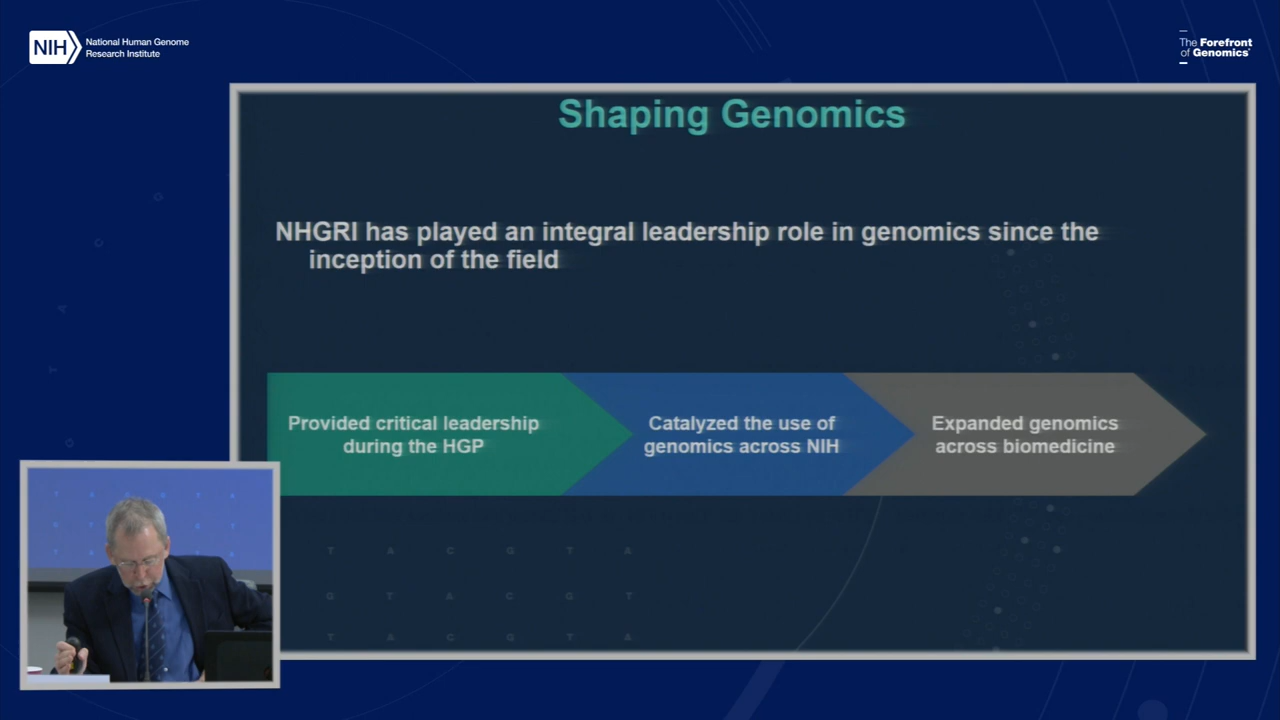 NIH National Human Genome
Research Institute
The Forefront
of Genomics
Shaping Genomics
NHGRI has played an integral leadership role in genomics since the
inception of the field
Provided critical leadership
during the HGP
Catalyzed the use of
genomics across NIH
Expanded genomics
across biomedicine
T A C G T A
G T A C G T
T A C G T A